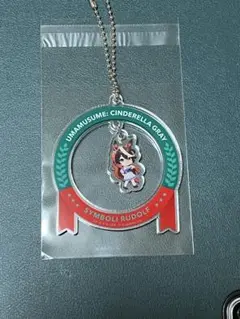 UMAMUSUME: CINDERELLA GRAY
SYMBOLI RUDOLF